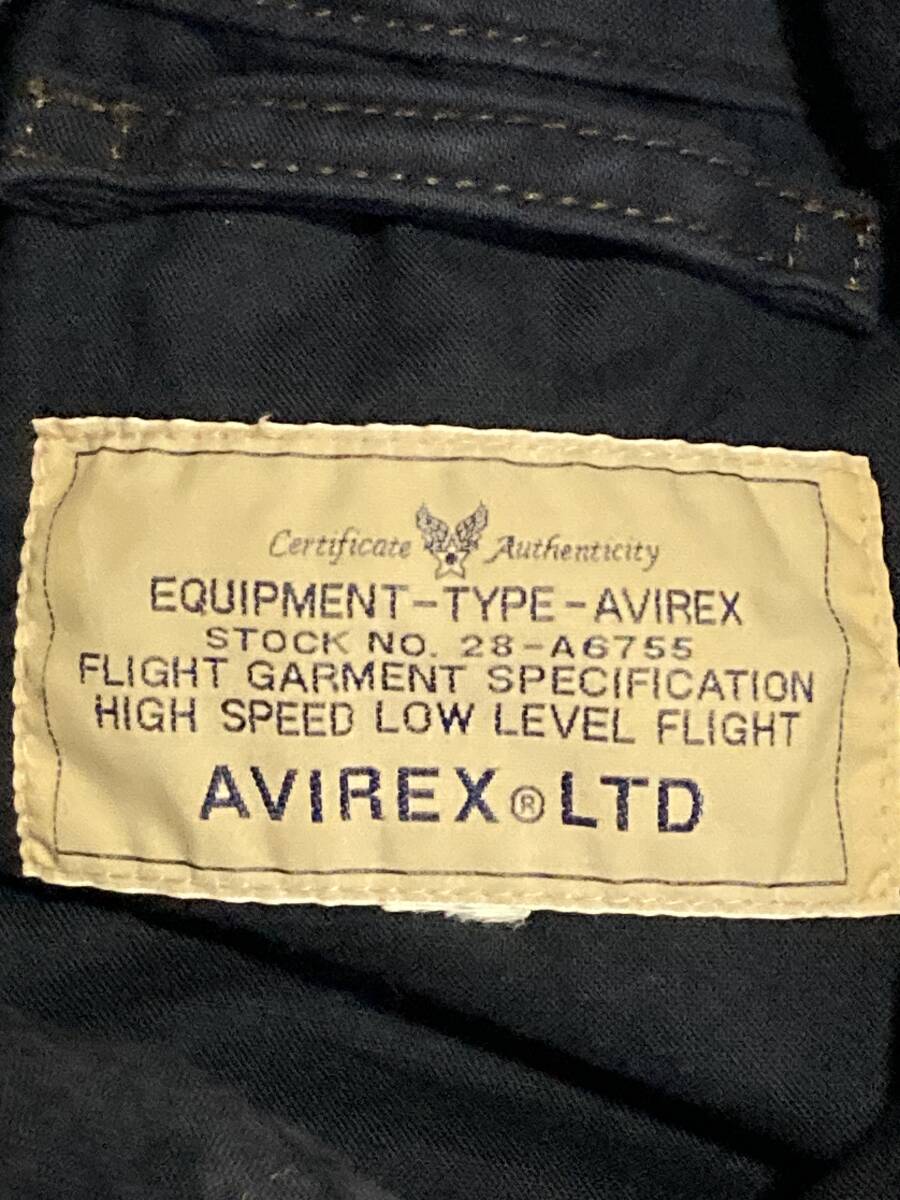 Certificate Authenticity
EQUIPMENT-TYPE-AVIREX
STOCK NO. 28-A6755
FLIGHT GARMENT SPECIFICATION
HIGH SPEED LOW LEVEL FLIGHT
AVIREX®LTD